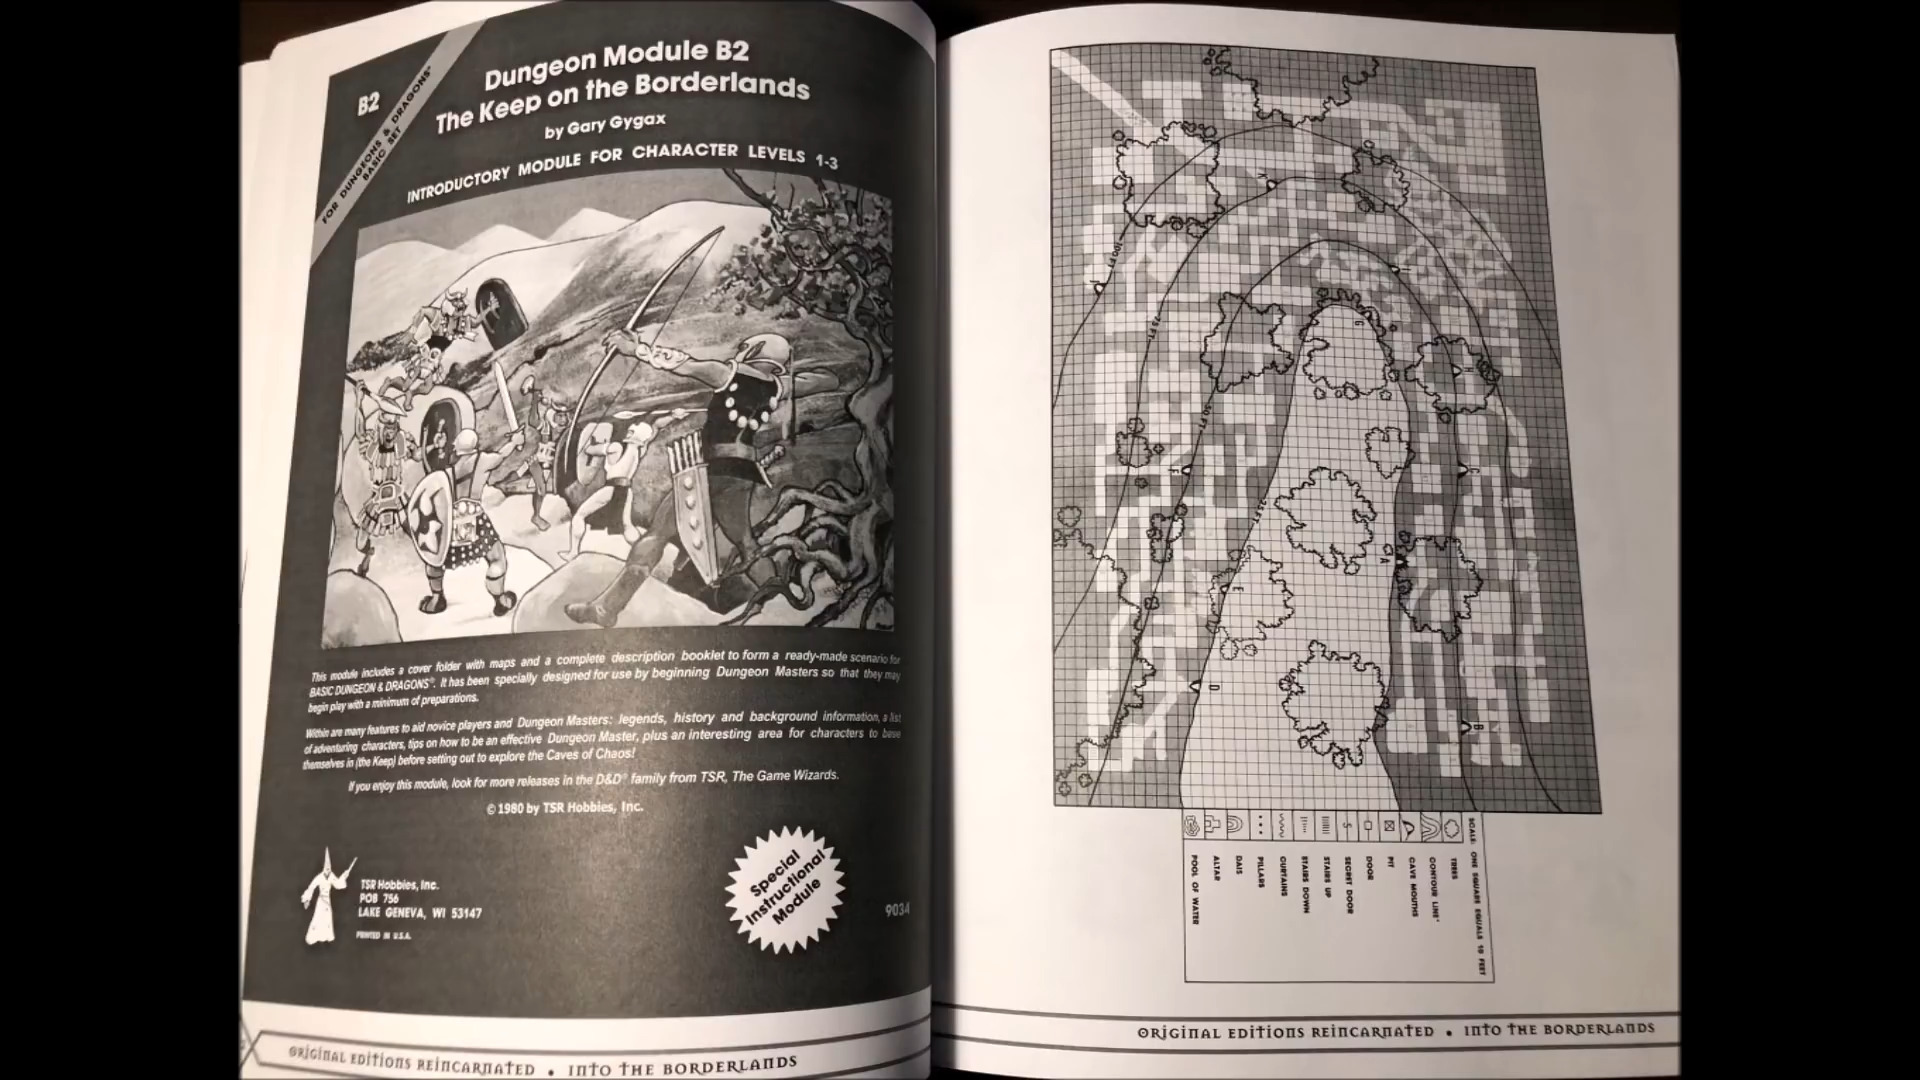 B2
FOR DUNGEONS & DRAGONS®
BASIC SET
Dungeon Module B2
The Keep on the Borderlands
by Gary Gygax
INTRODUCTORY MODULE FOR CHARACTER LEVELS 1-3
This module includes a cover folder with maps and a complete description booklet to form a ready-made scenario for
BASIC DUNGEON & DRAGONS®. It has been specially designed for use by beginning Dungeon Masters so that they may
begin play with a minimum of preparations.
Within are many features to aid novice players and Dungeon Masters: legends, history and background information, a list
of adventuring characters, tips on how to be an effective Dungeon Master, plus an interesting area for characters to base
themselves in (the Keep) before setting out to explore the Caves of Chaos!
If you enjoy this module, look for more releases in the D&D® family from TSR, The Game Wizards.
© 1980 by TSR Hobbies, Inc.
TSR Hobbies, Inc.
POB 756
LAKE GENEVA, WI 53147
PRINTED IN U.S.A.
Special
Instructional
Module
9034
ORIGINAL EDITIONS REINCARNATED • INTO THE BORDERLANDS
K
100 FT
75 FT
50 FT
25 FT
G
H
F
C
A
E
D
B
SCALE: ONE SQUARE EQUALS 10 FEET
TREES
CONTOUR LINE
CAVE MOUTHS
PIT
DOOR
S
SECRET DOOR
STAIRS UP
STAIRS DOWN
CURTAINS
PILLARS
DAIS
ALTAR
POOL OF WATER
ORIGINAL EDITIONS REINCARNATED • INTO THE BORDERLANDS